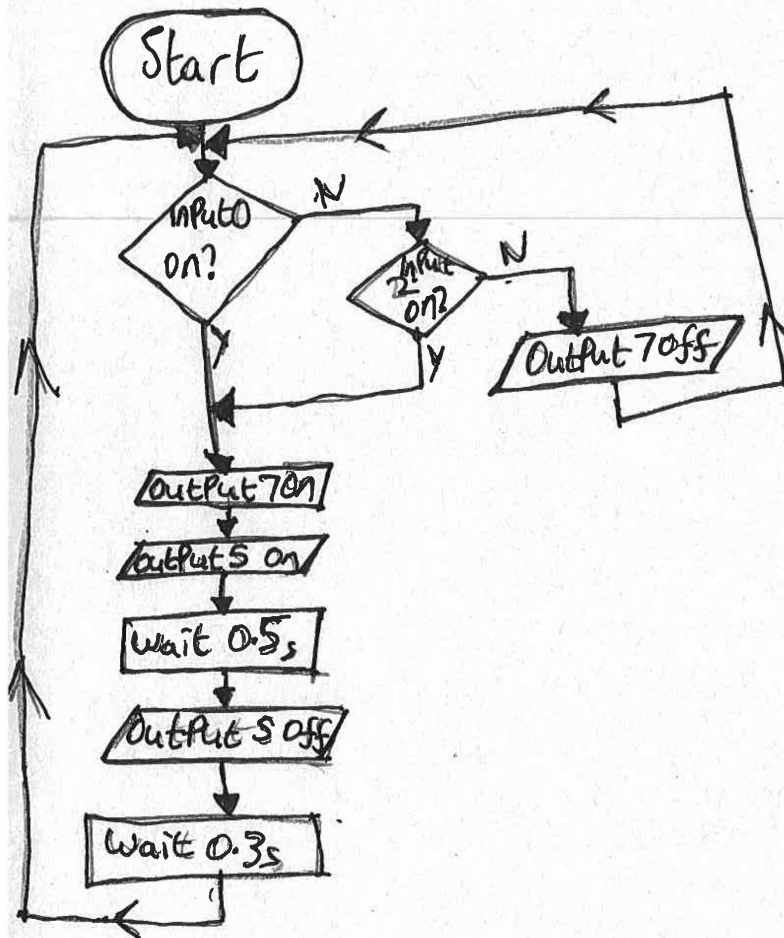 Start
inPut0
on?
N
inPut
2
on?
N
OutPut 7 off
Y
Y
outPut 7 On
outPut 5 on
wait 0.5s
OutPut 5 off
wait 0.3s